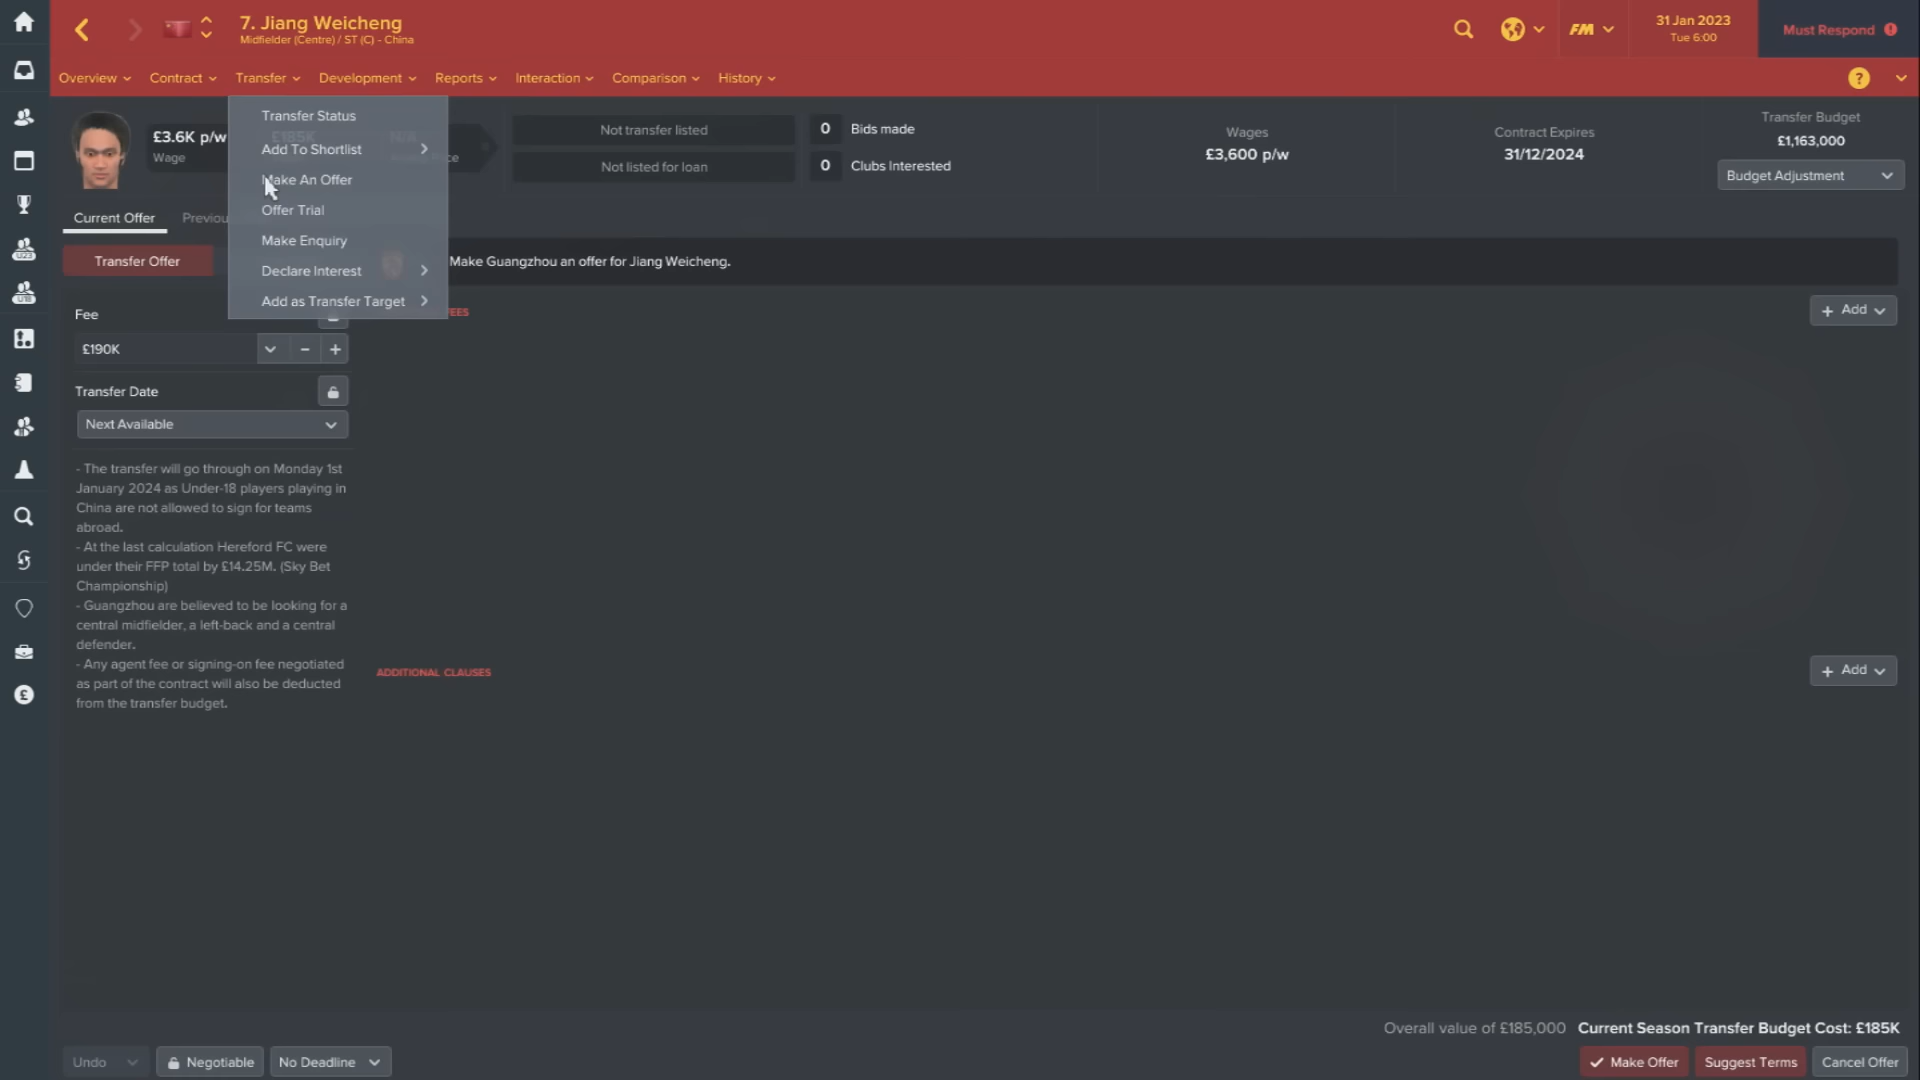 7. Jiang Weicheng
Midfielder (Centre) / ST (C) - China
FM
31 Jan 2023
Tue 6:00
Must Respond
Overview
Contract
Transfer
Development
Reports
Interaction
Comparison
History
?
Transfer Status
Add To Shortlist
Make An Offer
Offer Trial
Make Enquiry
Declare Interest
Add as Transfer Target
£3.6K p/w
Wage
£185K
Not transfer listed
Not listed for loan
0 Bids made
0 Clubs Interested
Wages
£3,600 p/w
Contract Expires
31/12/2024
Transfer Budget
£1,163,000
Budget Adjustment
Current Offer
Transfer Offer
Make Guangzhou an offer for Jiang Weicheng.
Fee
FEES
+ Add
£190K
Transfer Date
Next Available
- The transfer will go through on Monday 1st
January 2024 as Under-18 players playing in
China are not allowed to sign for teams
abroad.
- At the last calculation Hereford FC were
under their FFP total by £14.25M. (Sky Bet
Championship)
- Guangzhou are believed to be looking for a
central midfielder, a left-back and a central
defender.
- Any agent fee or signing-on fee negotiated
as part of the contract will also be deducted
from the transfer budget.
ADDITIONAL CLAUSES
+ Add
U23
U18
£
Overall value of £185,000 Current Season Transfer Budget Cost: £185K
Undo
Negotiable
No Deadline
Make Offer
Suggest Terms
Cancel Offer